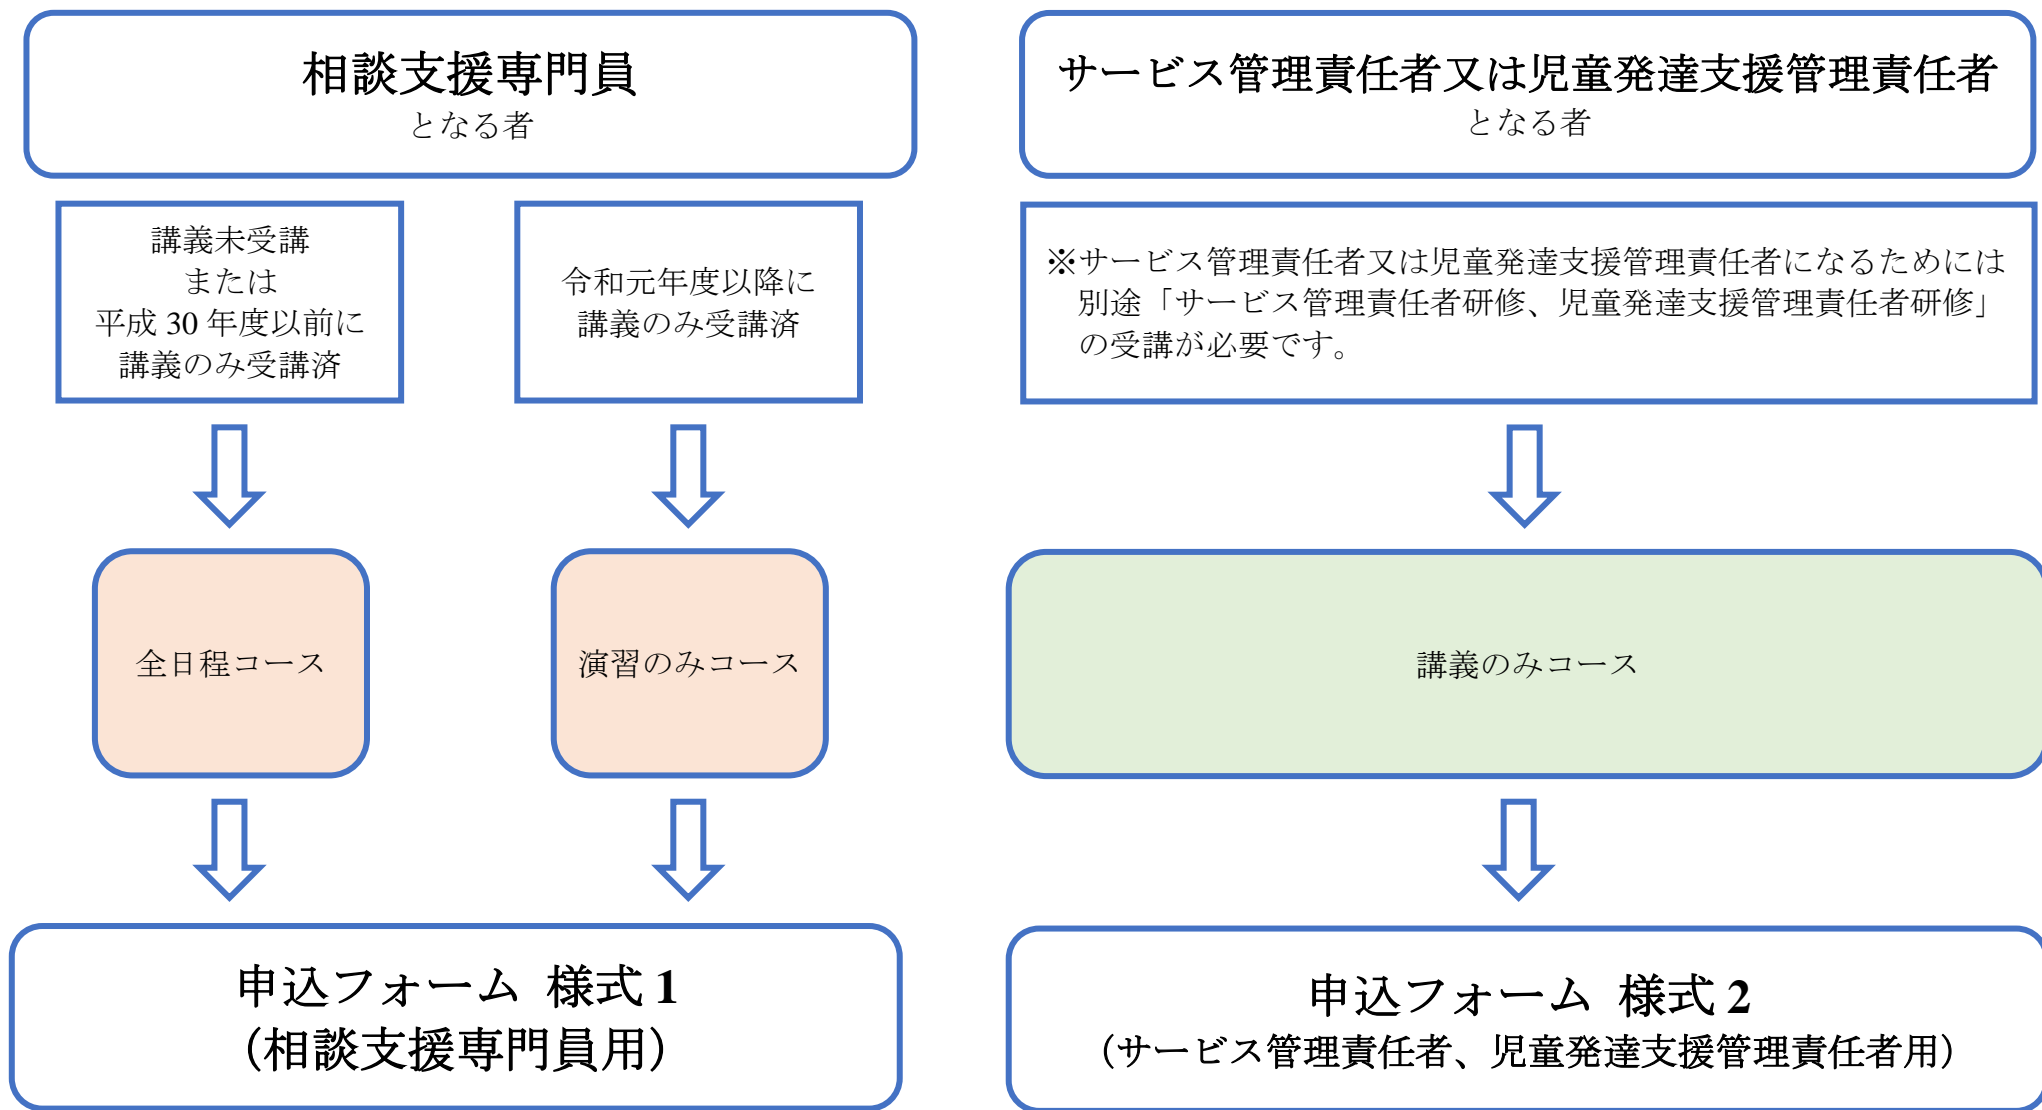 相談支援専門員
となる者
サービス管理責任者又は児童発達支援管理責任者
となる者
講義未受講
または
平成 30 年度以前に
講義のみ受講済
令和元年度以降に
講義のみ受講済
※サービス管理責任者又は児童発達支援管理責任者になるためには
別途「サービス管理責任者研修、児童発達支援管理責任者研修」
の受講が必要です。
全日程コース
演習のみコース
講義のみコース
申込フォーム 様式 1
（相談支援専門員用）
申込フォーム 様式 2
（サービス管理責任者、児童発達支援管理責任者用）